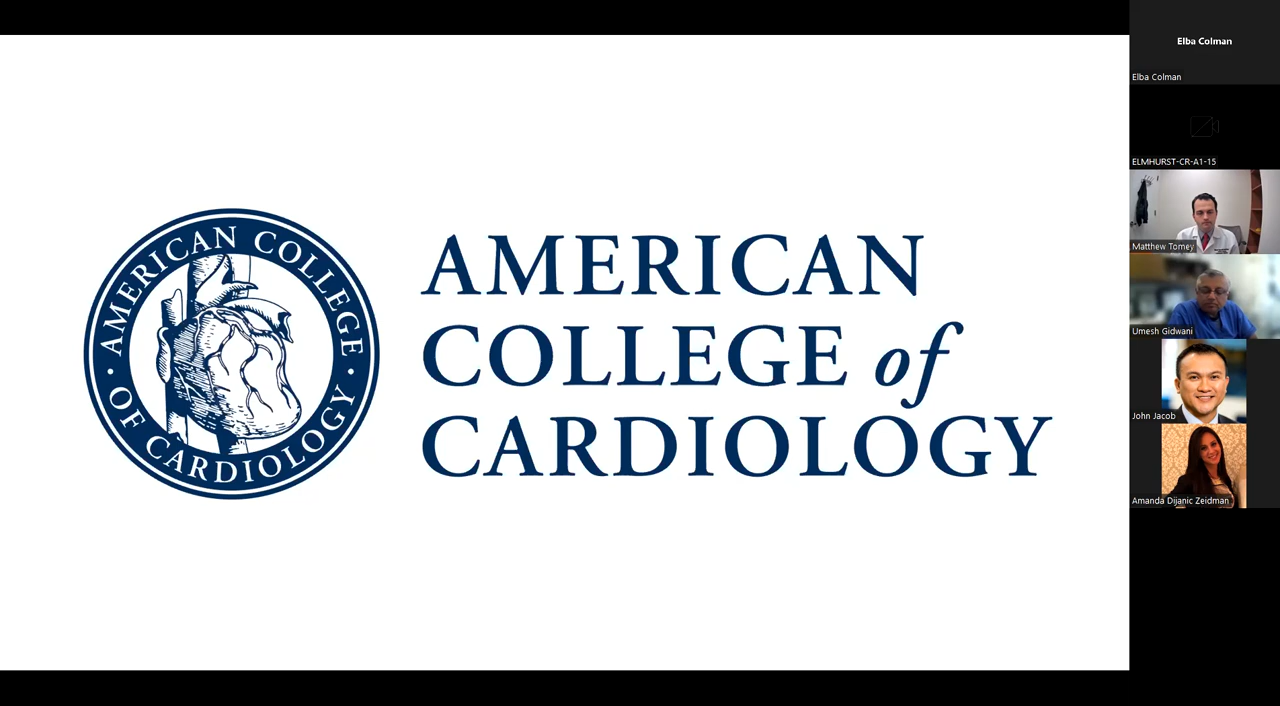 AMERICAN COLLEGE
· OF CARDIOLOGY ·
AMERICAN
COLLEGE of
CARDIOLOGY
Elba Colman
Elba Colman
ELMHURST-CR-A1-15
Matthew Tomey
Umesh Gidwani
John Jacob
Amanda Dijanic Zeidman